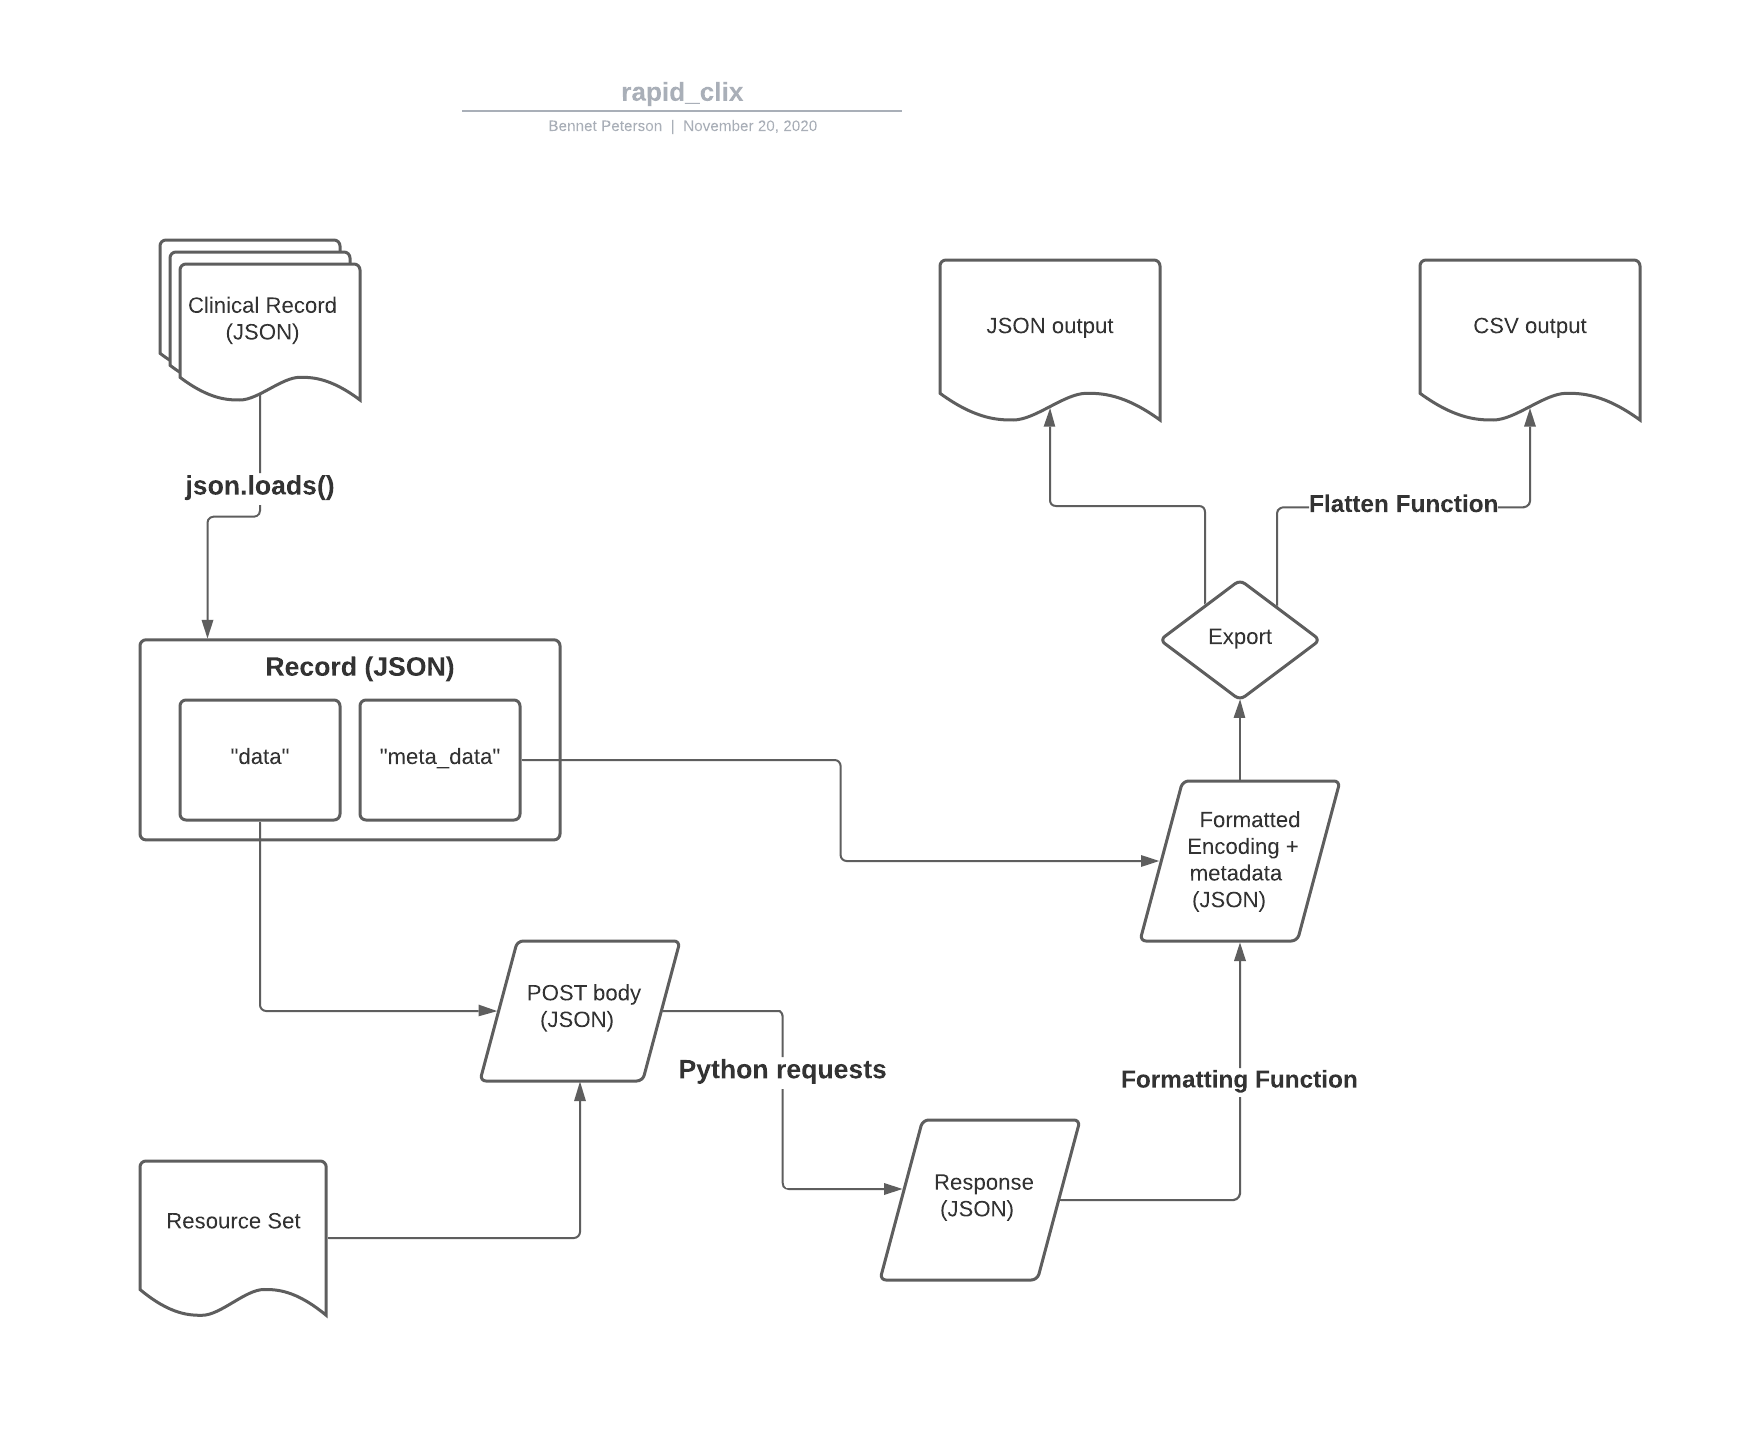 rapid_clix
Bennet Peterson | November 20, 2020
Clinical Record
(JSON)
JSON output
CSV output
json.loads()
Flatten Function
Export
Record (JSON)
"data"
"meta_data"
Formatted
Encoding +
metadata
(JSON)
POST body
(JSON)
Python requests
Formatting Function
Response
(JSON)
Resource Set